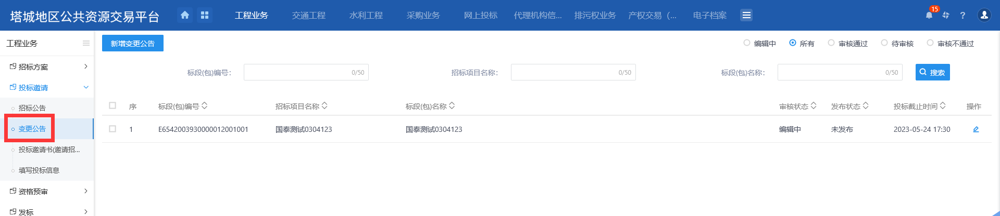 塔城地区公共资源交易平台 工程业务 交通工程 水利工程 采购业务 网上投标 代理机构信... 排污权业务 产权交易（... 电子档案 15 ?
工程业务
新增变更公告 编辑中 所有 审核通过 待审核 审核不通过
招标方案
标段(包)编号： 0/50 招标项目名称： 0/50 标段(包)名称： 0/50 搜索
投标邀请
招标公告
序 标段(包)编号 招标项目名称 标段(包)名称 审核状态 发布状态 投标截止时间 操作
变更公告
1 E6542003930000012001001 国泰测试0304123 国泰测试0304123 编辑中 未发布 2023-05-24 17:30
投标邀请书(邀请招...
填写投标信息
资格预审
发标